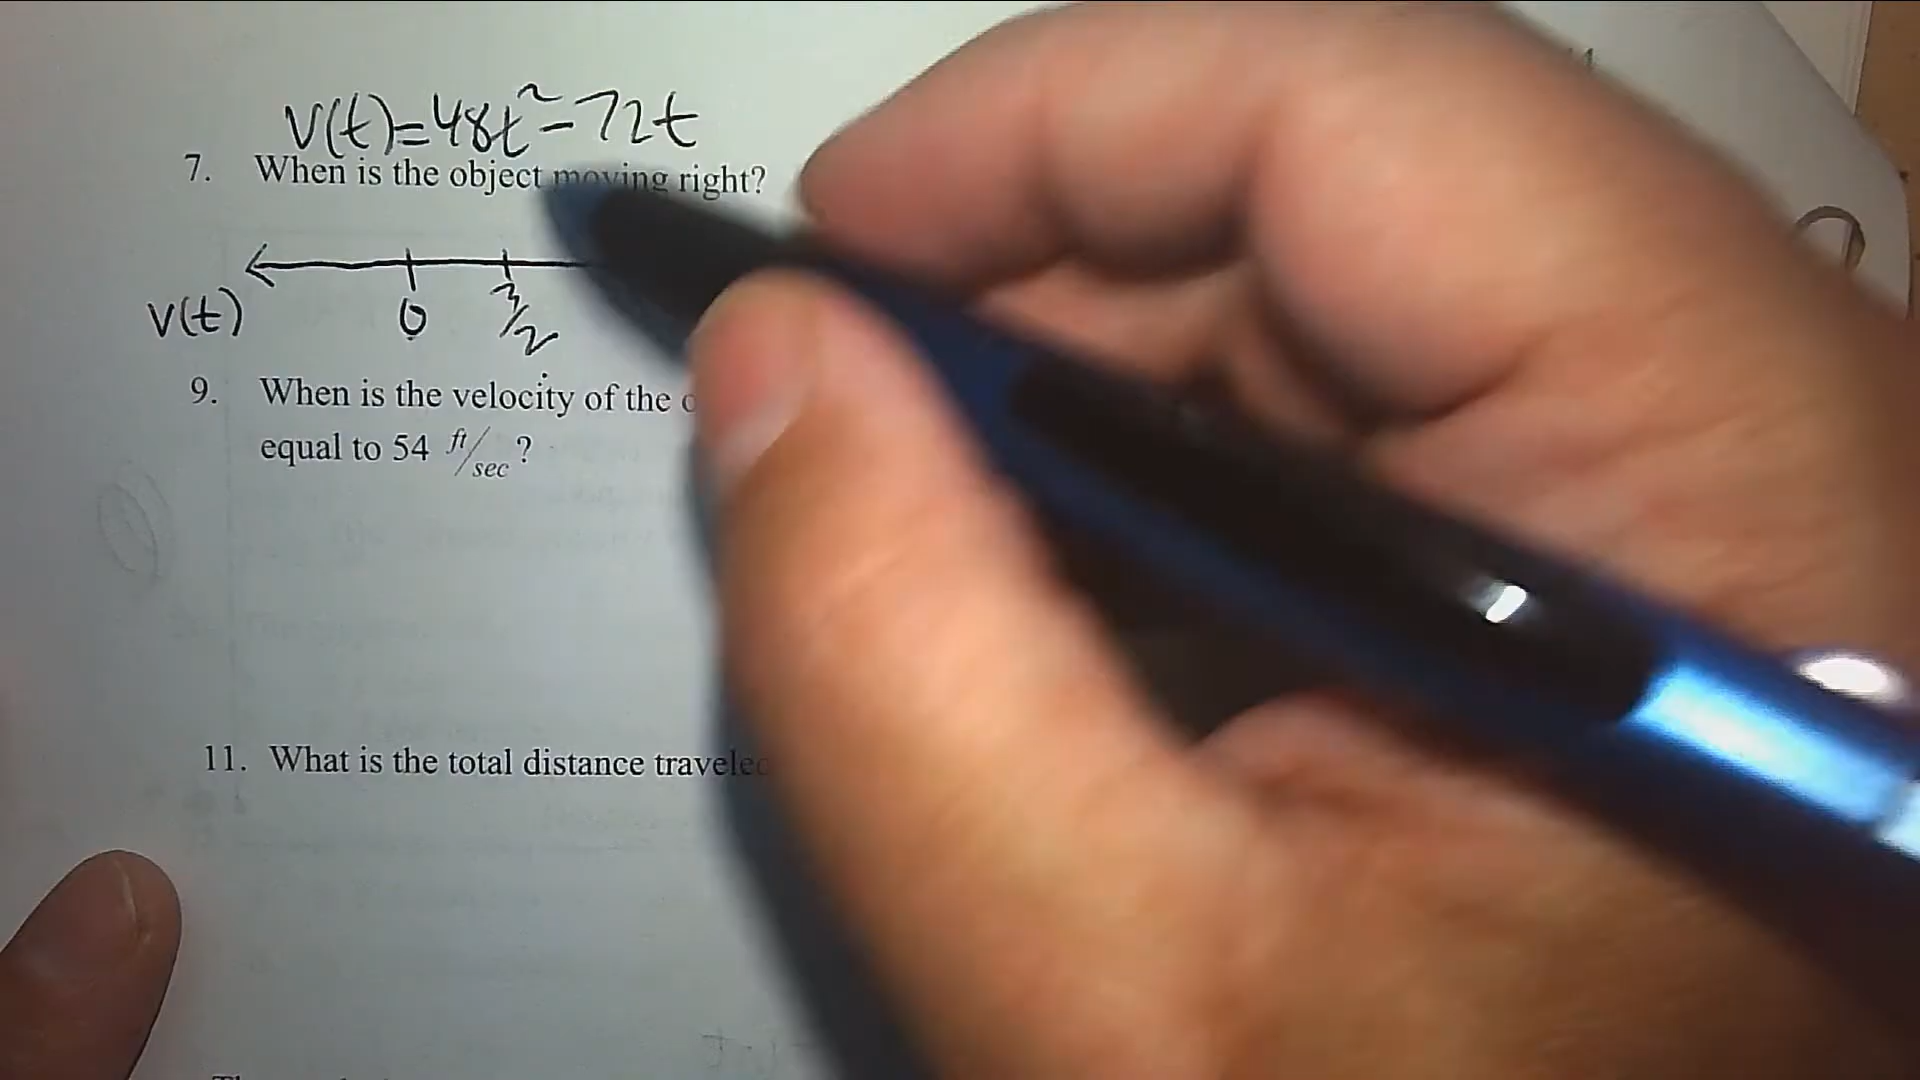 v(t)=48t²-72t
7. When is the object moving right?
v(t) 0 3/2
9. When is the velocity of the
equal to 54 ft/sec ?
11. What is the total distance traveled